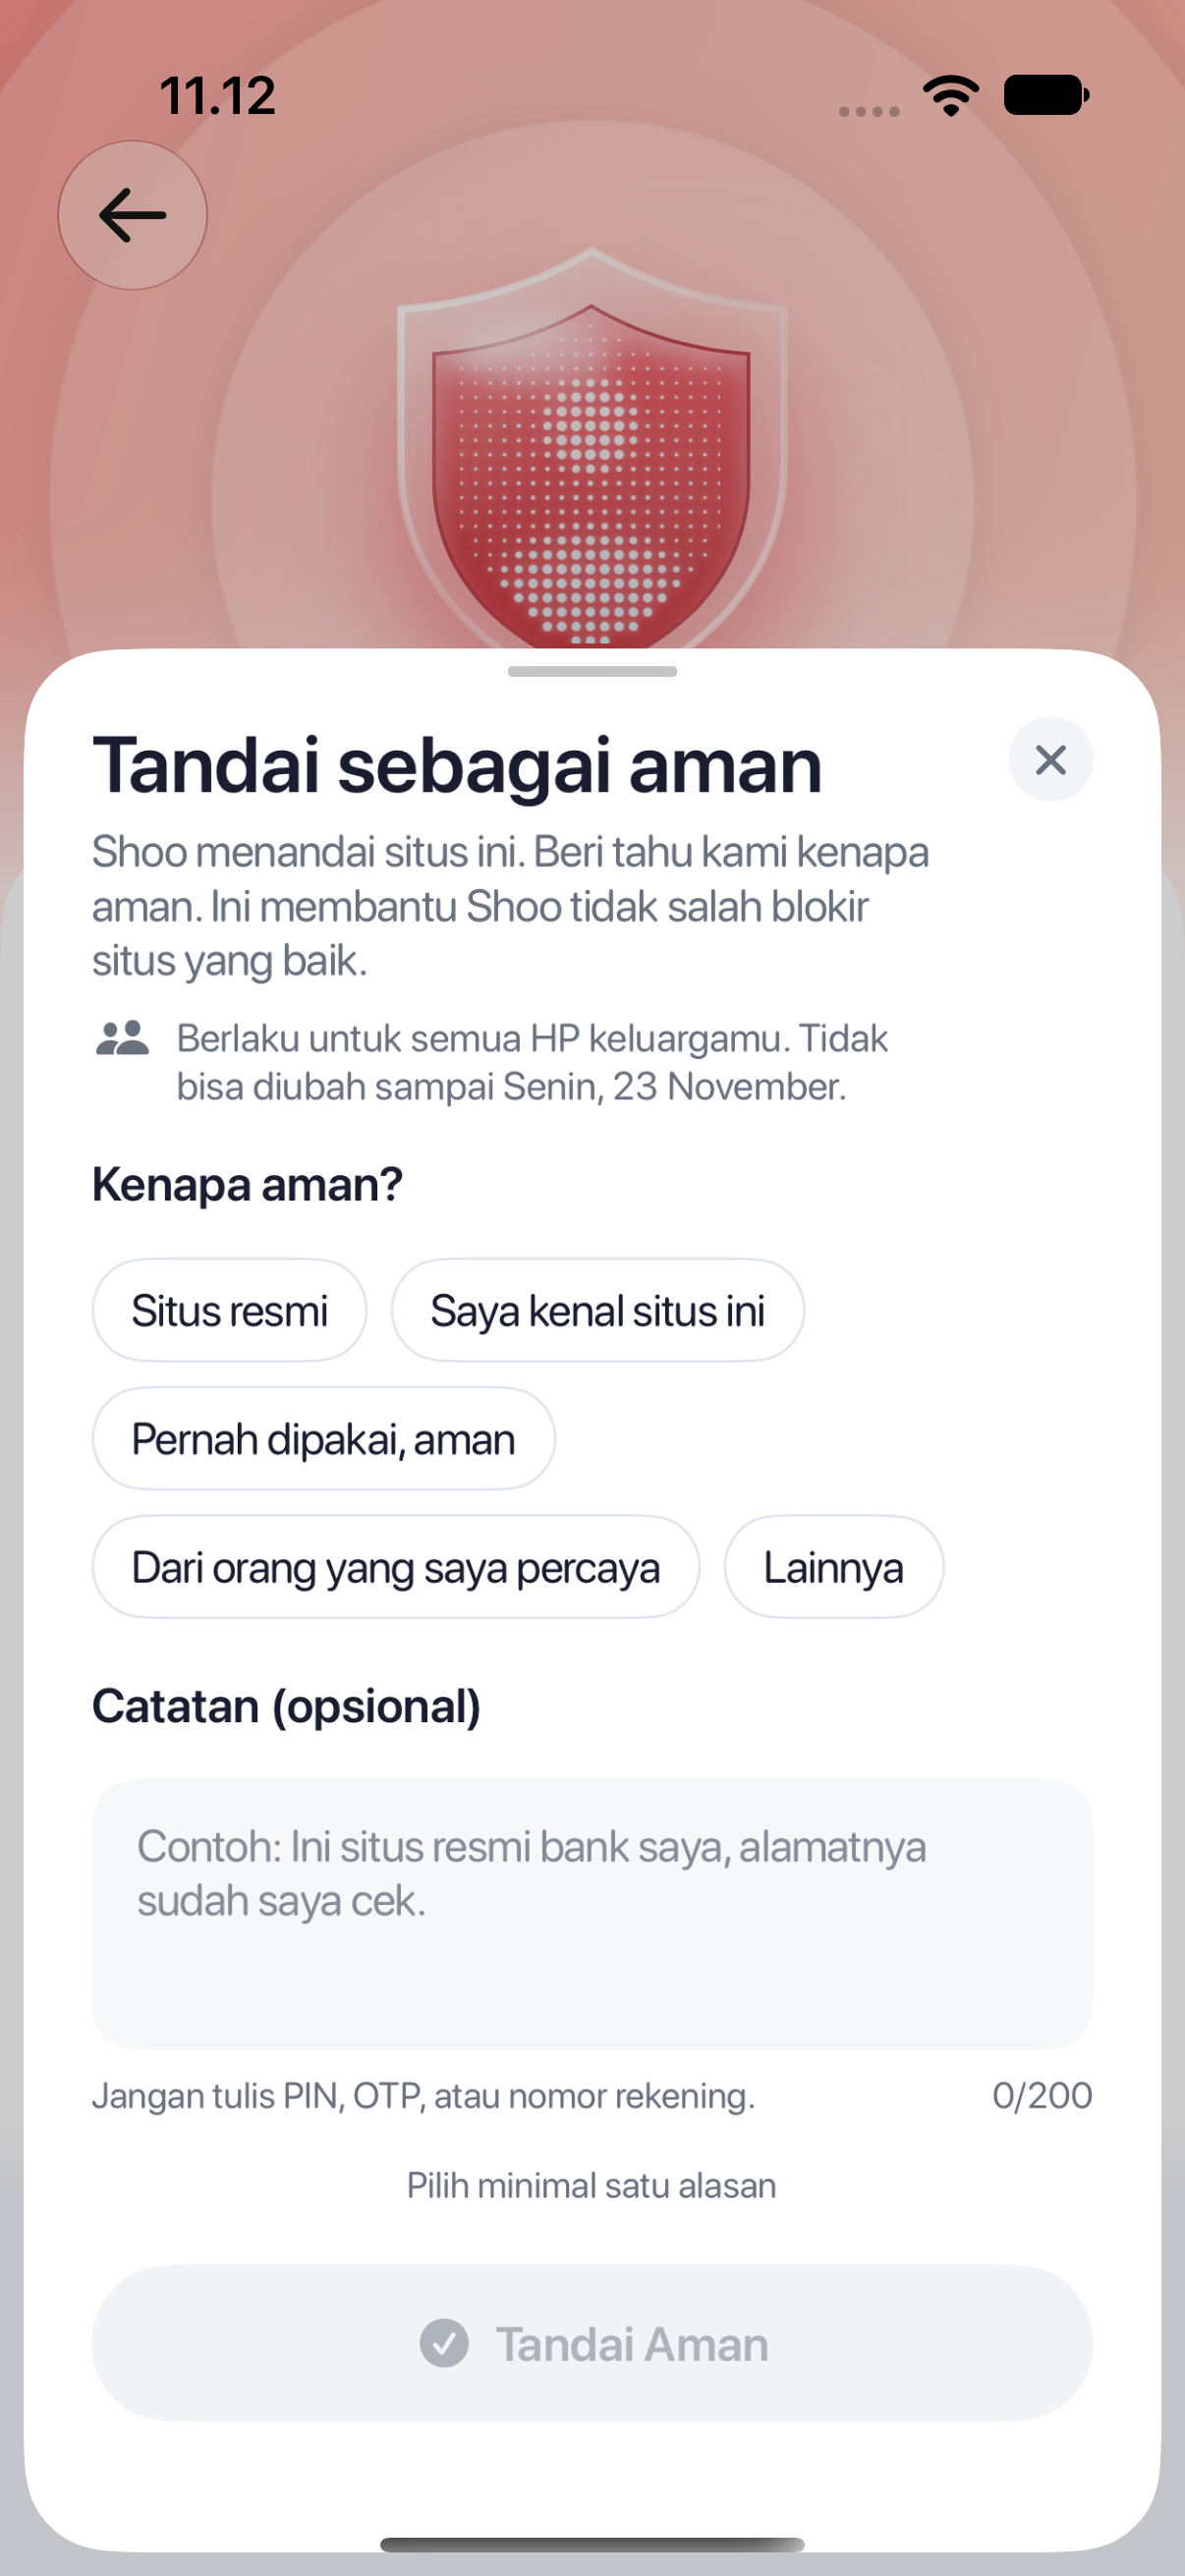 11.12
Tandai sebagai aman
Shoo menandai situs ini. Beri tahu kami kenapa
aman. Ini membantu Shoo tidak salah blokir
situs yang baik.
Berlaku untuk semua HP keluargamu. Tidak
bisa diubah sampai Senin, 23 November.
Kenapa aman?
Situs resmi
Saya kenal situs ini
Pernah dipakai, aman
Dari orang yang saya percaya
Lainnya
Catatan (opsional)
Contoh: Ini situs resmi bank saya, alamatnya
sudah saya cek.
Jangan tulis PIN, OTP, atau nomor rekening.
0/200
Pilih minimal satu alasan
Tandai Aman